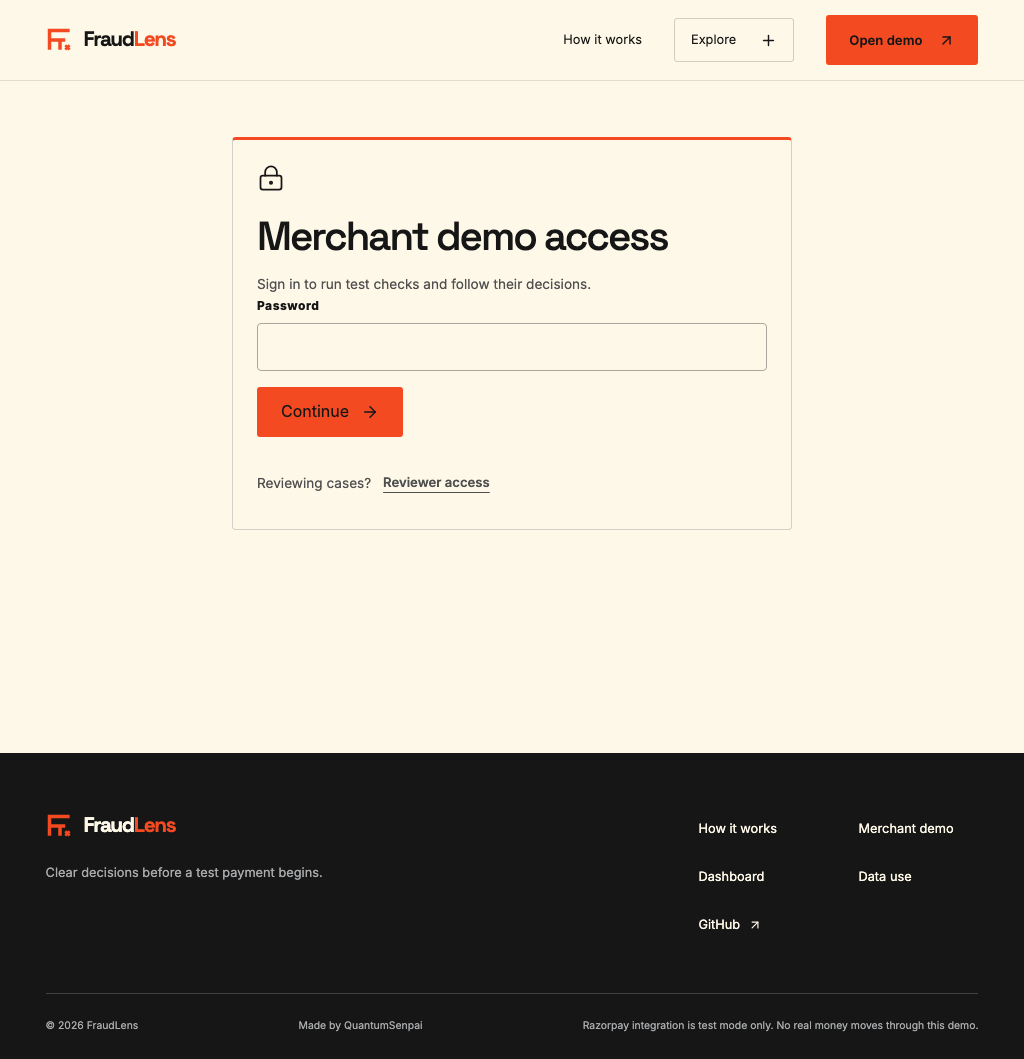 FraudLens
How it works
Explore
Open demo
Merchant demo access
Sign in to run test checks and follow their decisions.
Password
Continue
Reviewing cases? Reviewer access
FraudLens
Clear decisions before a test payment begins.
How it works
Merchant demo
Dashboard
Data use
GitHub
© 2026 FraudLens
Made by QuantumSenpai
Razorpay integration is test mode only. No real money moves through this demo.